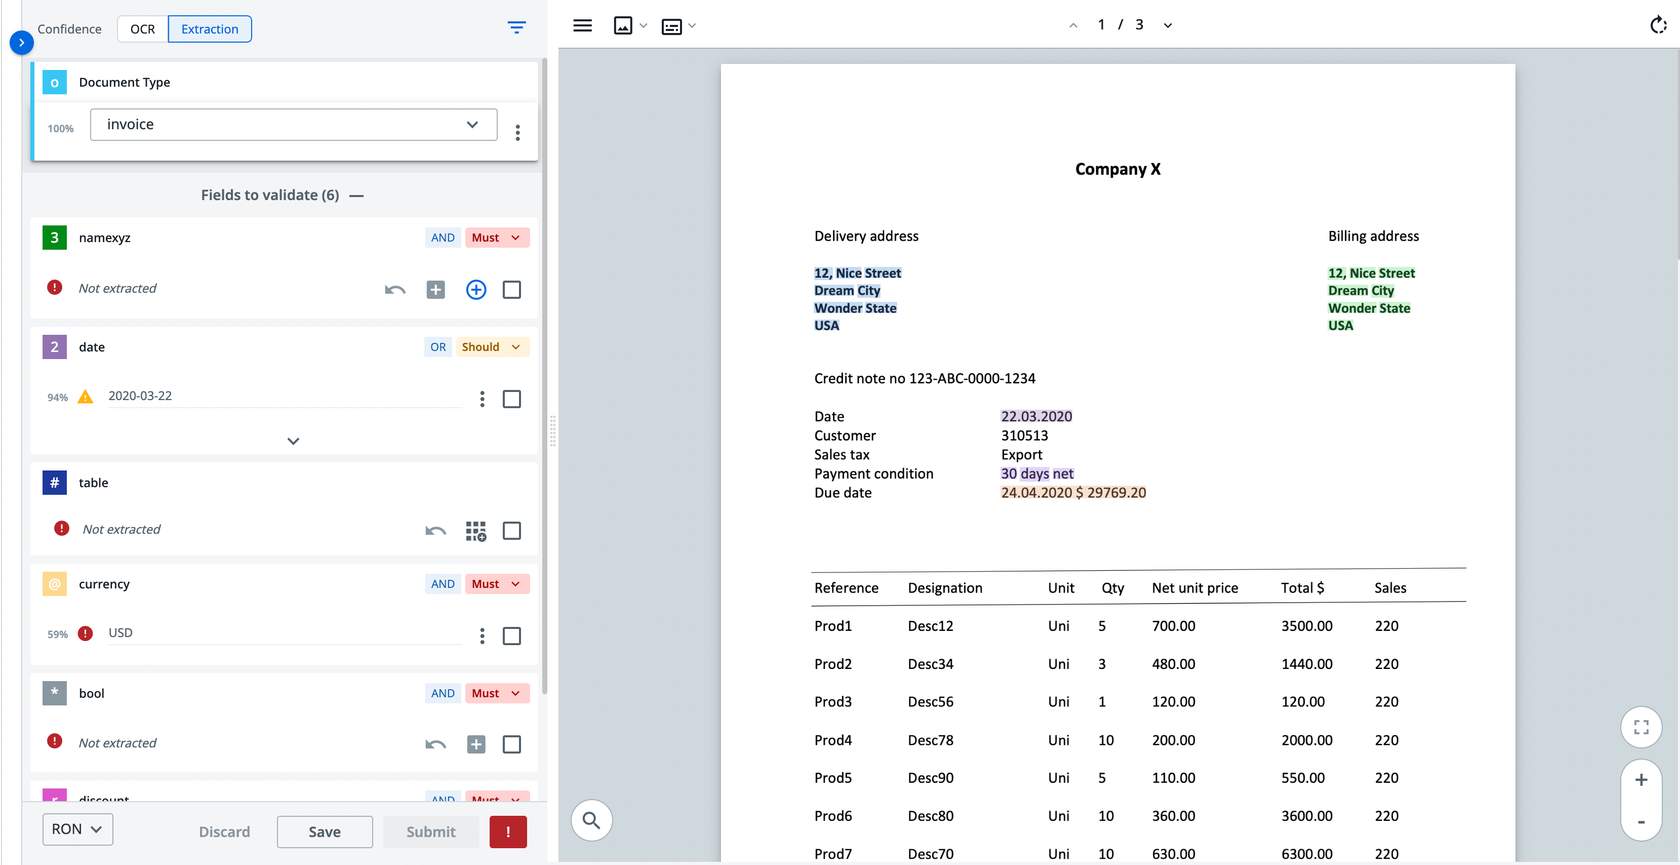 Confidence OCR Extraction
o Document Type
100% invoice
Fields to validate (6) —
3 namexyz AND Must
! Not extracted
2 date OR Should
94% ! 2020-03-22
# table
! Not extracted
@ currency AND Must
59% ! USD
* bool AND Must
! Not extracted
r discount AND Must
RON Discard Save Submit !
1 / 3
Company X
Delivery address Billing address
12, Nice Street 12, Nice Street
Dream City Dream City
Wonder State Wonder State
USA USA
Credit note no 123-ABC-0000-1234
Date 22.03.2020
Customer 310513
Sales tax Export
Payment condition 30 days net
Due date 24.04.2020 $ 29769.20
Reference Designation Unit Qty Net unit price Total $ Sales
Prod1 Desc12 Uni 5 700.00 3500.00 220
Prod2 Desc34 Uni 3 480.00 1440.00 220
Prod3 Desc56 Uni 1 120.00 120.00 220
Prod4 Desc78 Uni 10 200.00 2000.00 220
Prod5 Desc90 Uni 5 110.00 550.00 220
Prod6 Desc80 Uni 10 360.00 3600.00 220
Prod7 Desc70 Uni 10 630.00 6300.00 220